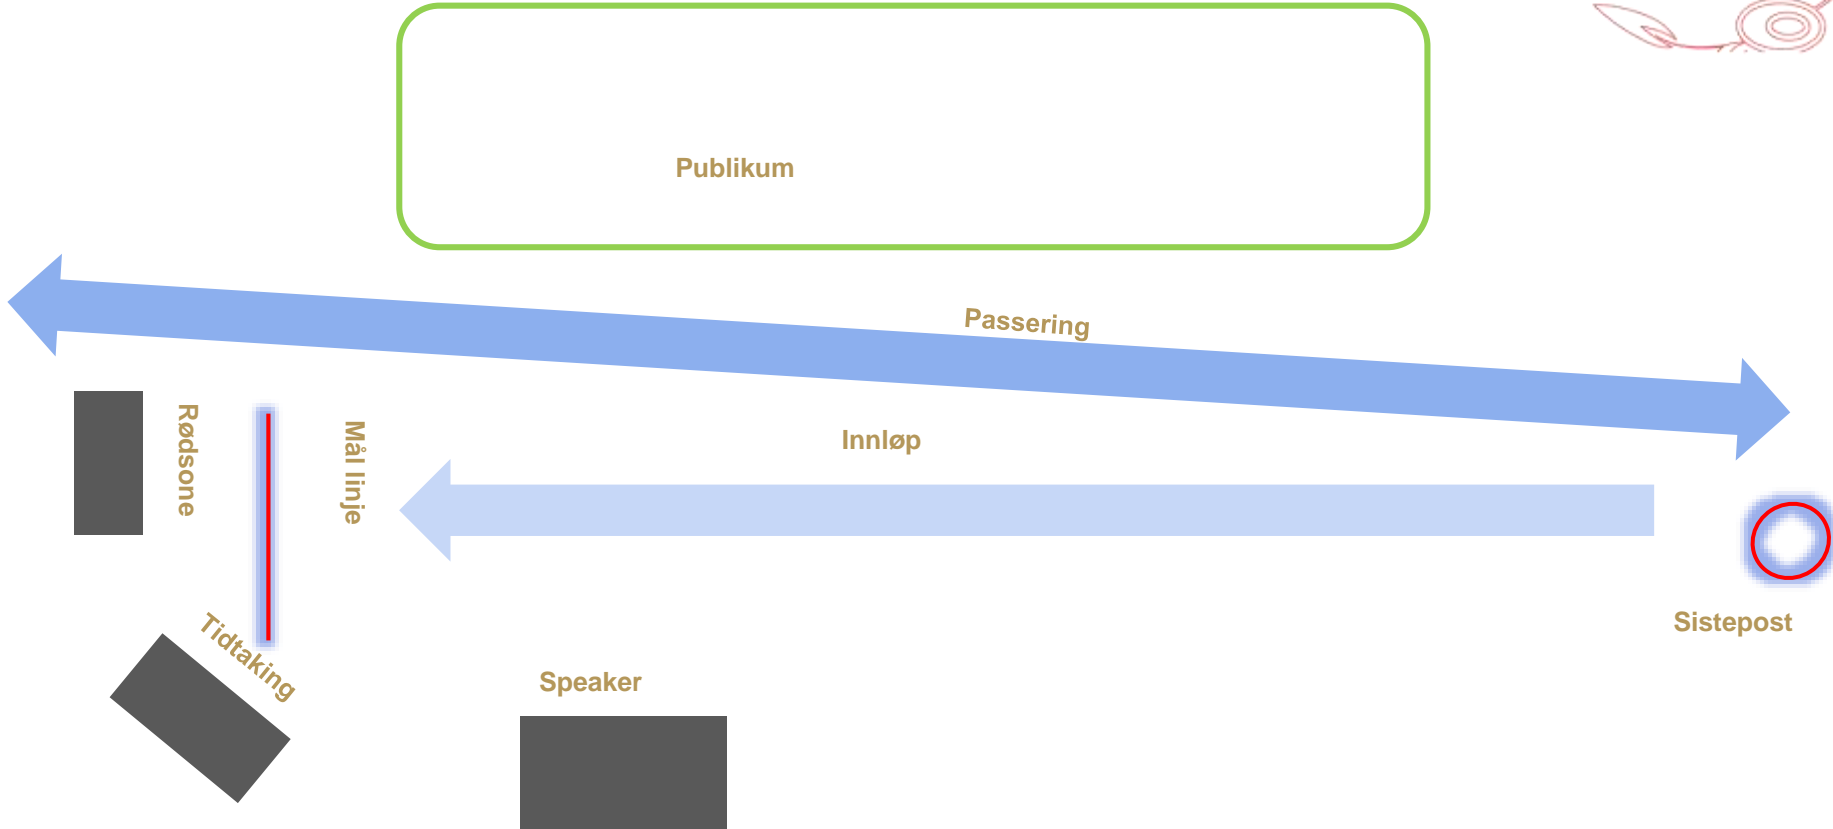 Publikum
Passering
Innløp
Rødsone
Mål linje
Tidtaking
Speaker
Sistepost